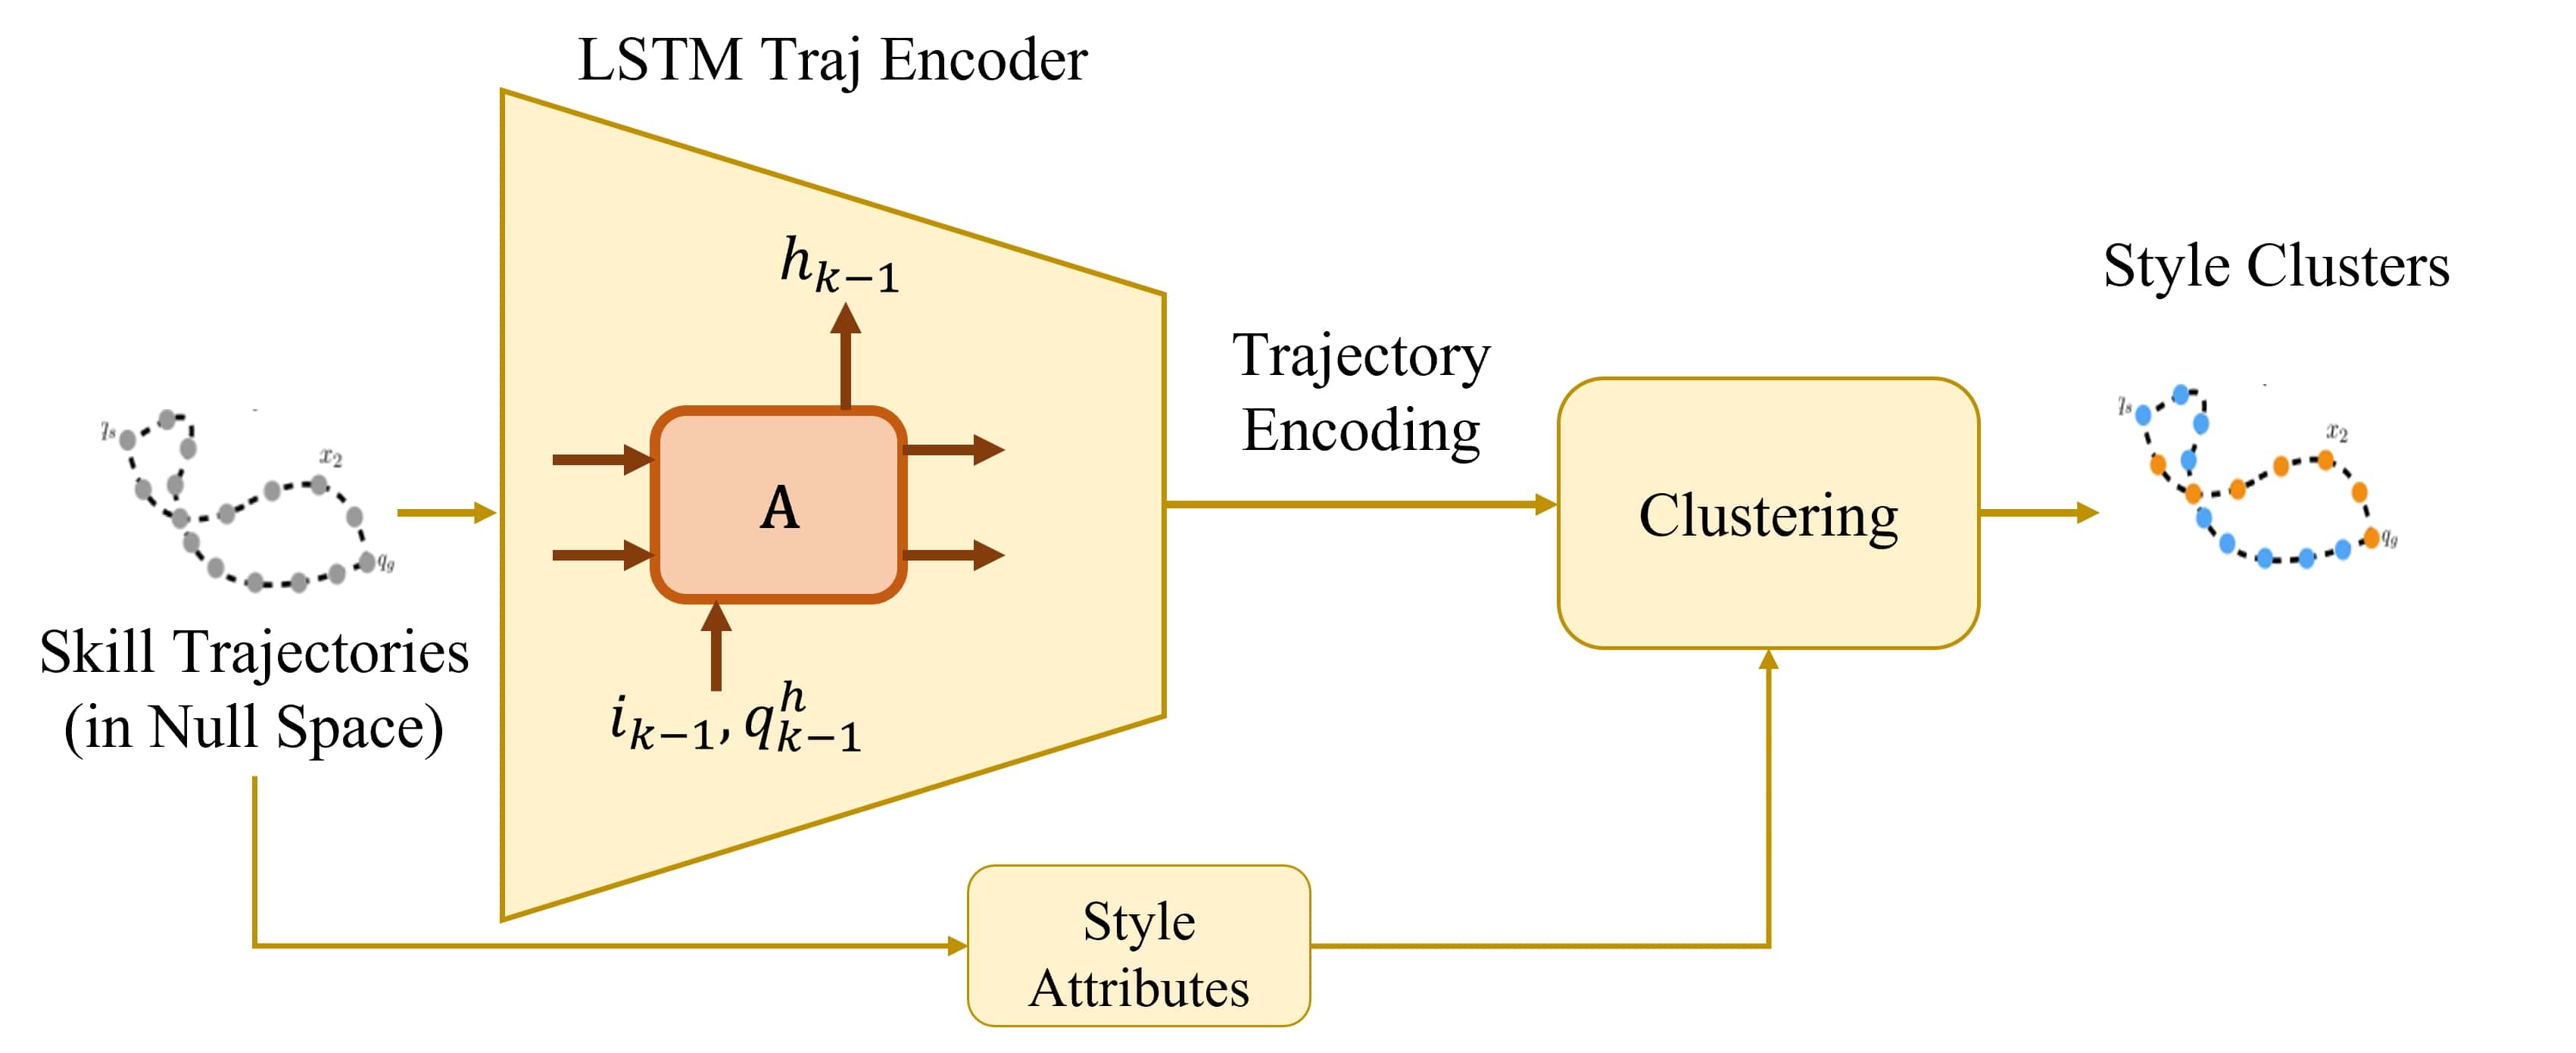 LSTM Traj Encoder
h_{k-1}
A
i_{k-1}, q^h_{k-1}
q_s
x_2
q_g
Skill Trajectories
(in Null Space)
Trajectory
Encoding
Clustering
Style
Attributes
Style Clusters
q_s
x_2
q_g